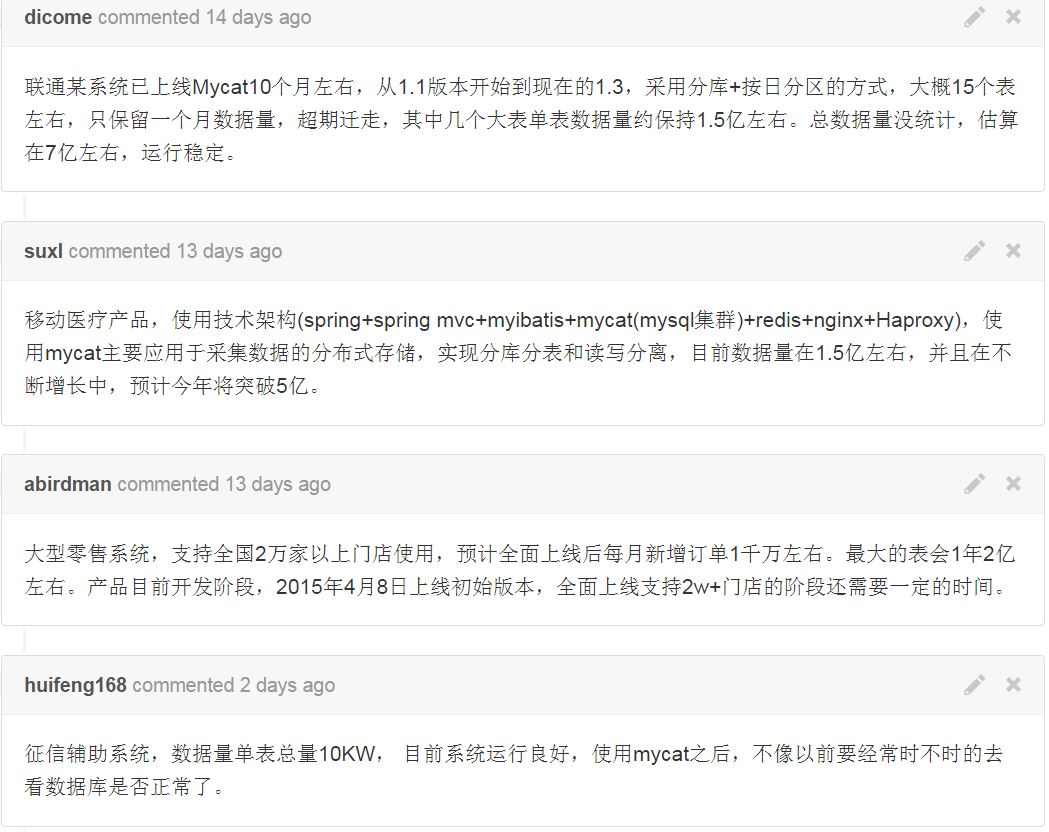 dicome commented 14 days ago
联通某系统已上线Mycat10个月左右，从1.1版本开始到现在的1.3，采用分库+按日分区的方式，大概15个表
左右，只保留一个月数据量，超期迁走，其中几个大表单表数据量约保持1.5亿左右。总数据量没统计，估算
在7亿左右，运行稳定。
suxl commented 13 days ago
移动医疗产品，使用技术架构(spring+spring mvc+myibatis+mycat(mysql集群)+redis+nginx+Haproxy)，使
用mycat主要应用于采集数据的分布式存储，实现分库分表和读写分离，目前数据量在1.5亿左右，并且在不
断增长中，预计今年将突破5亿。
abirdman commented 13 days ago
大型零售系统，支持全国2万家以上门店使用，预计全面上线后每月新增订单1千万左右。最大的表会1年2亿
左右。产品目前开发阶段，2015年4月8日上线初始版本，全面上线支持2w+门店的阶段还需要一定的时间。
huifeng168 commented 2 days ago
征信辅助系统，数据量单表总量10KW， 目前系统运行良好，使用mycat之后，不像以前要经常时不时的去
看数据库是否正常了。